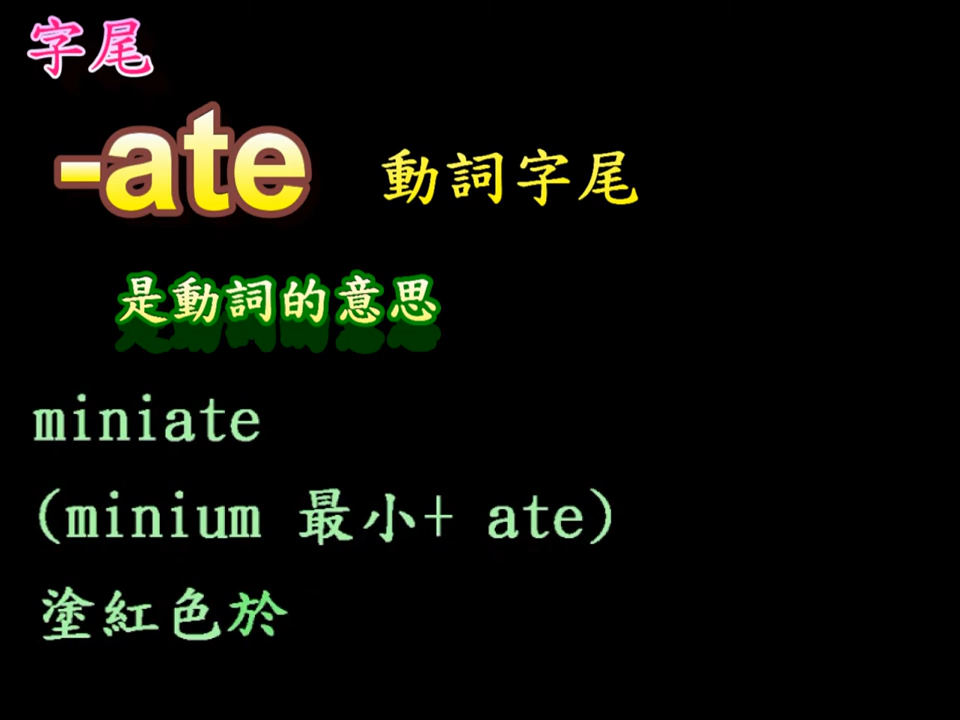 字尾
-ate 動詞字尾
是動詞的意思
miniate
(minium 最小+ ate)
塗紅色於